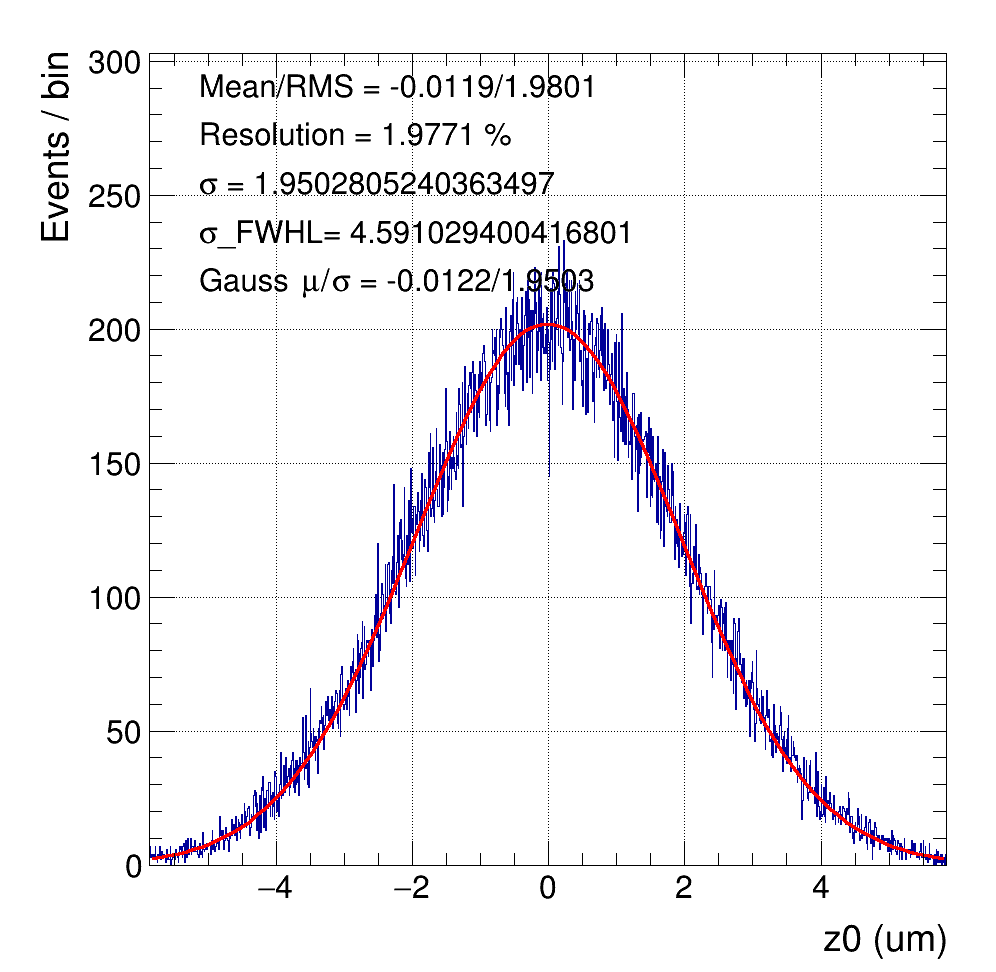 Events / bin
300
250
200
150
100
50
0
Mean/RMS = -0.0119/1.9801
Resolution = 1.9771 %
σ = 1.9502805240363497
σ_FWHL= 4.591029400416801
Gauss μ/σ = -0.0122/1.9503
−4 −2 0 2 4
z0 (um)